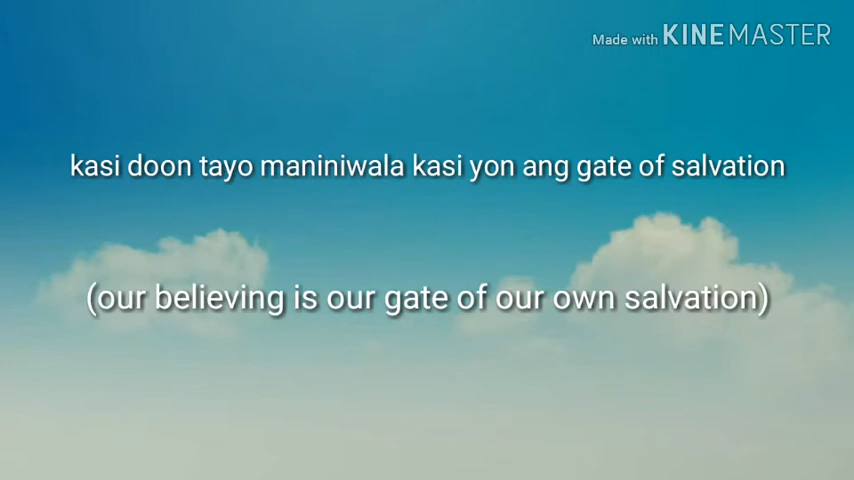 Made with KINEMASTER
kasi doon tayo maniniwala kasi yon ang gate of salvation
(our believing is our gate of our own salvation)